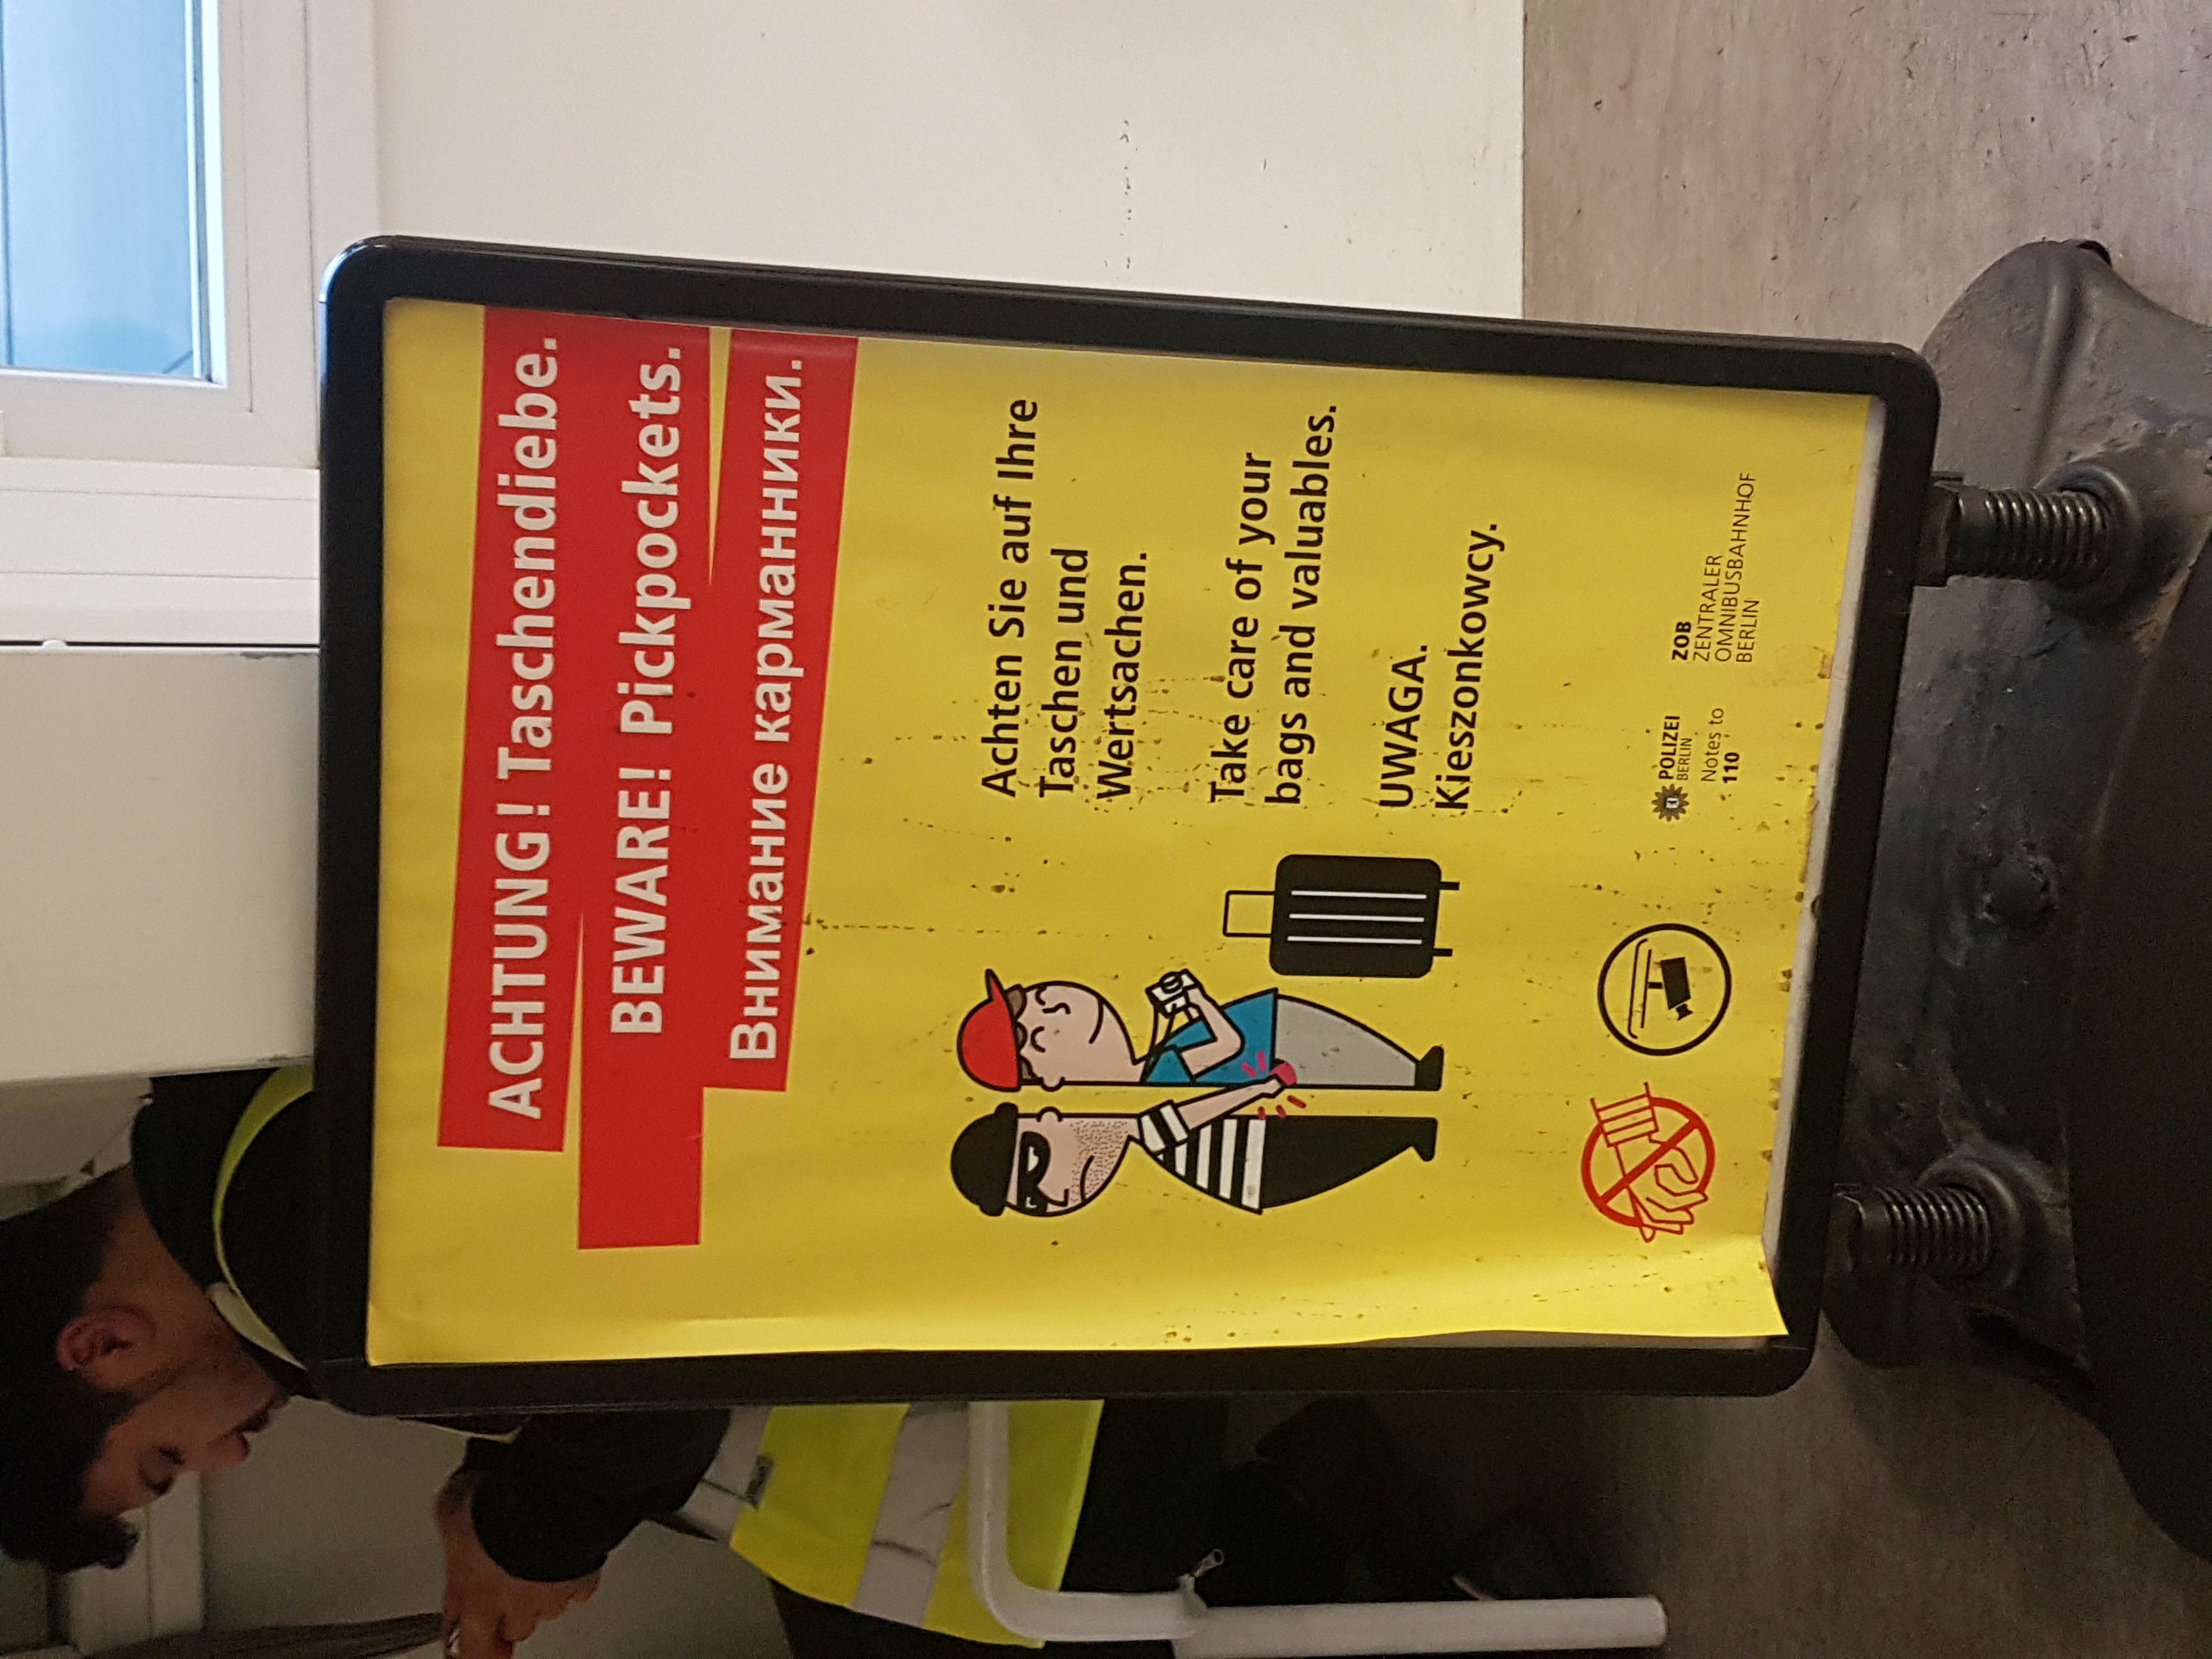 ACHTUNG! Taschendiebe.
BEWARE! Pickpockets.
Внимание карманники.
Achten Sie auf Ihre
Taschen und
Wertsachen.
Take care of your
bags and valuables.
UWAGA.
Kieszonkowcy.
POLIZEI
BERLIN
Notes to
110
ZOB
ZENTRALER
OMNIBUSBAHNHOF
BERLIN